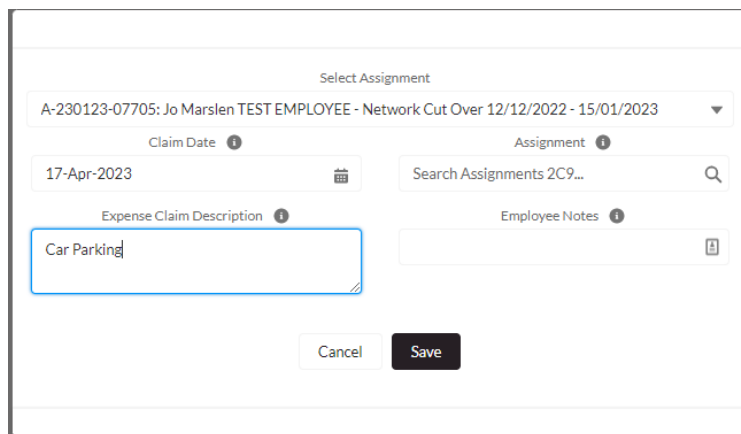 Select Assignment
A-230123-07705: Jo Marslen TEST EMPLOYEE - Network Cut Over 12/12/2022 - 15/01/2023
Claim Date
Assignment
17-Apr-2023
Search Assignments 2C9...
Expense Claim Description
Employee Notes
Car Parking
Cancel
Save